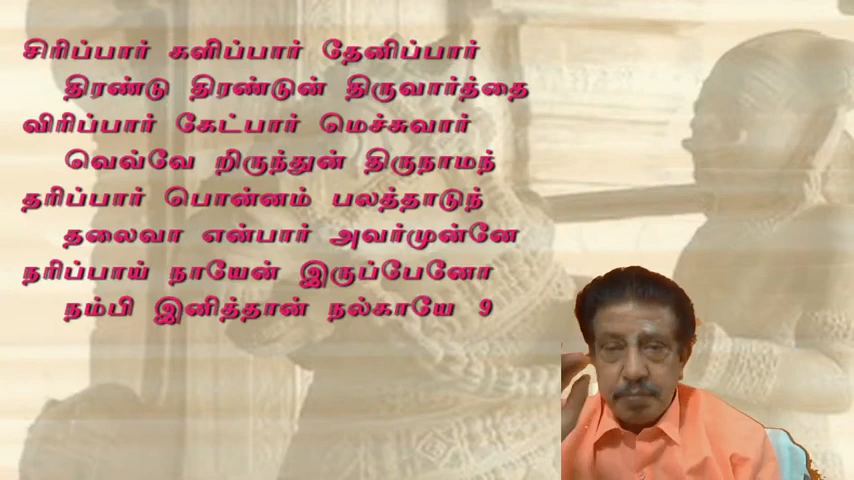 சிரிப்பார் களிப்பார் தேனிப்பார்
திரண்டு திரண்டுன் திருவார்த்தை
விரிப்பார் கேட்பார் மெச்சுவார்
வெவ்வே றிருந்துன் திருநாமந்
தரிப்பார் பொன்னம் பலத்தாடுந்
தலைவா என்பார் அவர்முன்னே
நரிப்பாய் நாயேன் இருப்பேனோ
நம்பி இனித்தான் நல்காயே 9